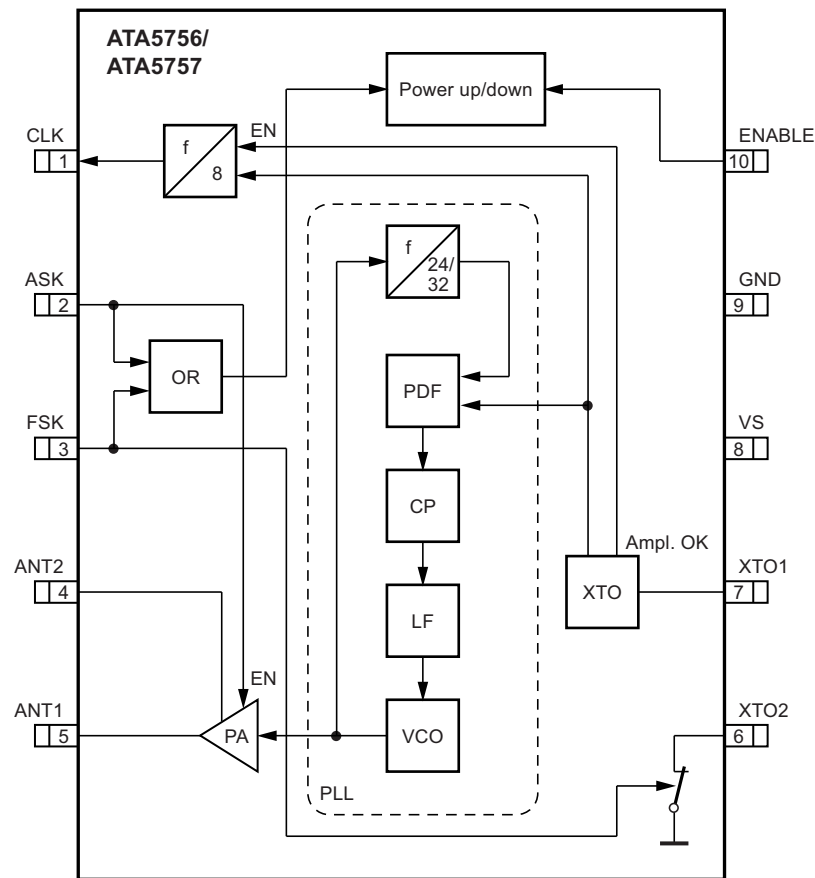 ATA5756/
ATA5757
Power up/down
CLK
1
f
8
EN
ENABLE
10
ASK
2
f
24/
32
GND
9
OR
PDF
FSK
3
VS
8
CP
Ampl. OK
ANT2
4
LF
XTO
XTO1
7
EN
ANT1
5
PA
VCO
XTO2
6
PLL